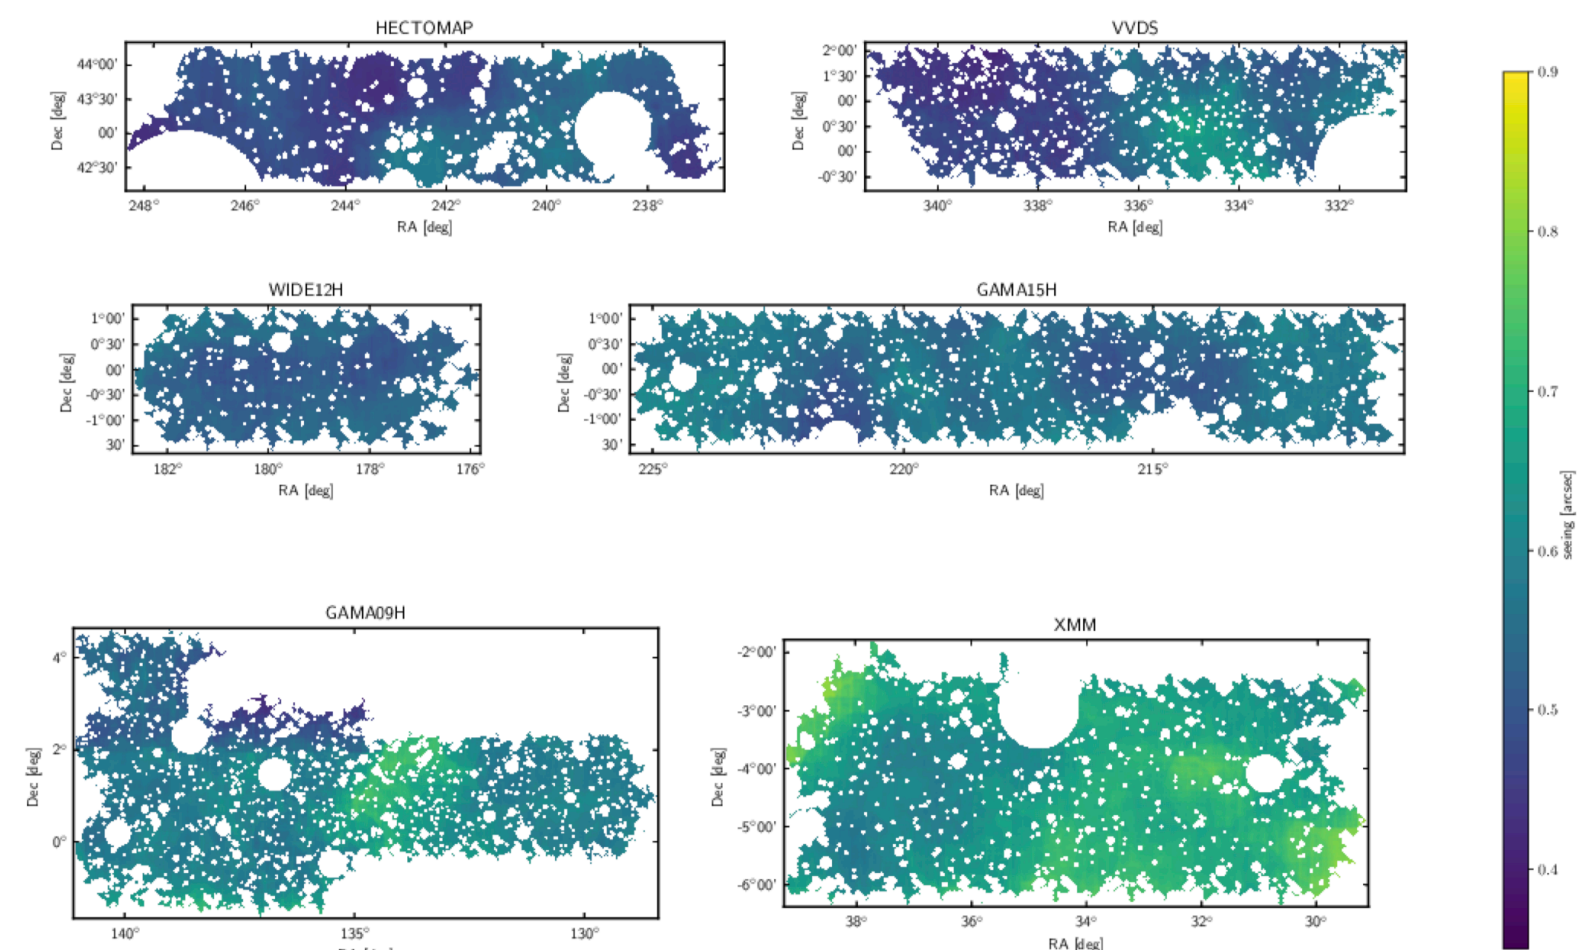 HECTOMAP
44°00'
43°30'
00'
42°30'
Dec [deg]
248° 246° 244° 242° 240° 238°
RA [deg]
VVDS
2°00'
1°30'
00'
0°30'
00'
-0°30'
Dec [deg]
340° 338° 336° 334° 332°
RA [deg]
WIDE12H
1°00'
0°30'
00'
-0°30'
-1°00'
30'
Dec [deg]
182° 180° 178° 176°
RA [deg]
GAMA15H
1°00'
0°30'
00'
-0°30'
-1°00'
30'
Dec [deg]
225° 220° 215°
RA [deg]
GAMA09H
4°
2°
0°
Dec [deg]
140° 135° 130°
XMM
-2°00'
-3°00'
-4°00'
-5°00'
-6°00'
Dec [deg]
38° 36° 34° 32° 30°
RA [deg]
0.9
0.8
0.7
0.6
0.5
0.4
seeing [arcsec]